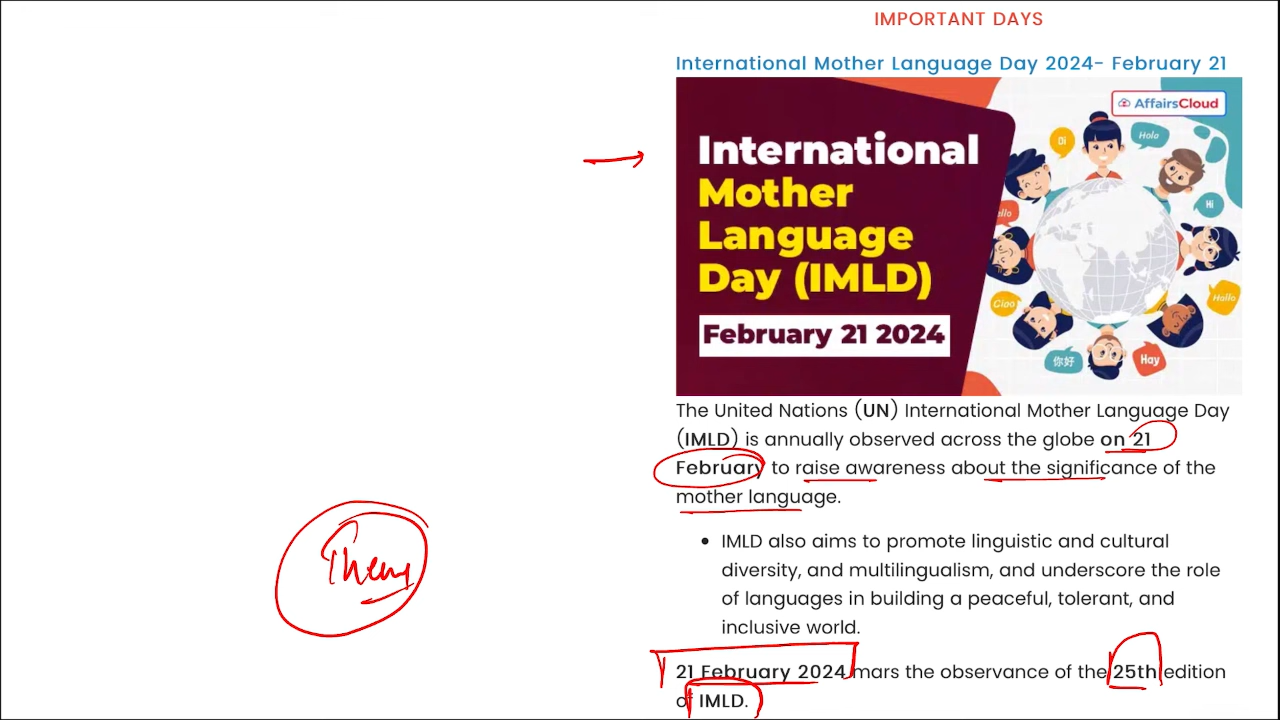 IMPORTANT DAYS
International Mother Language Day 2024- February 21
AffairsCloud
International
Mother
Language
Day (IMLD)
February 21 2024
Oi
Hola
Hi
ello
Ciao
Hallo
你好
Hay
The United Nations (UN) International Mother Language Day
(IMLD) is annually observed across the globe on 21
February to raise awareness about the significance of the
mother language.
• IMLD also aims to promote linguistic and cultural
diversity, and multilingualism, and underscore the role
of languages in building a peaceful, tolerant, and
inclusive world.
Theme
21 February 2024 mars the observance of the 25th edition
of IMLD.